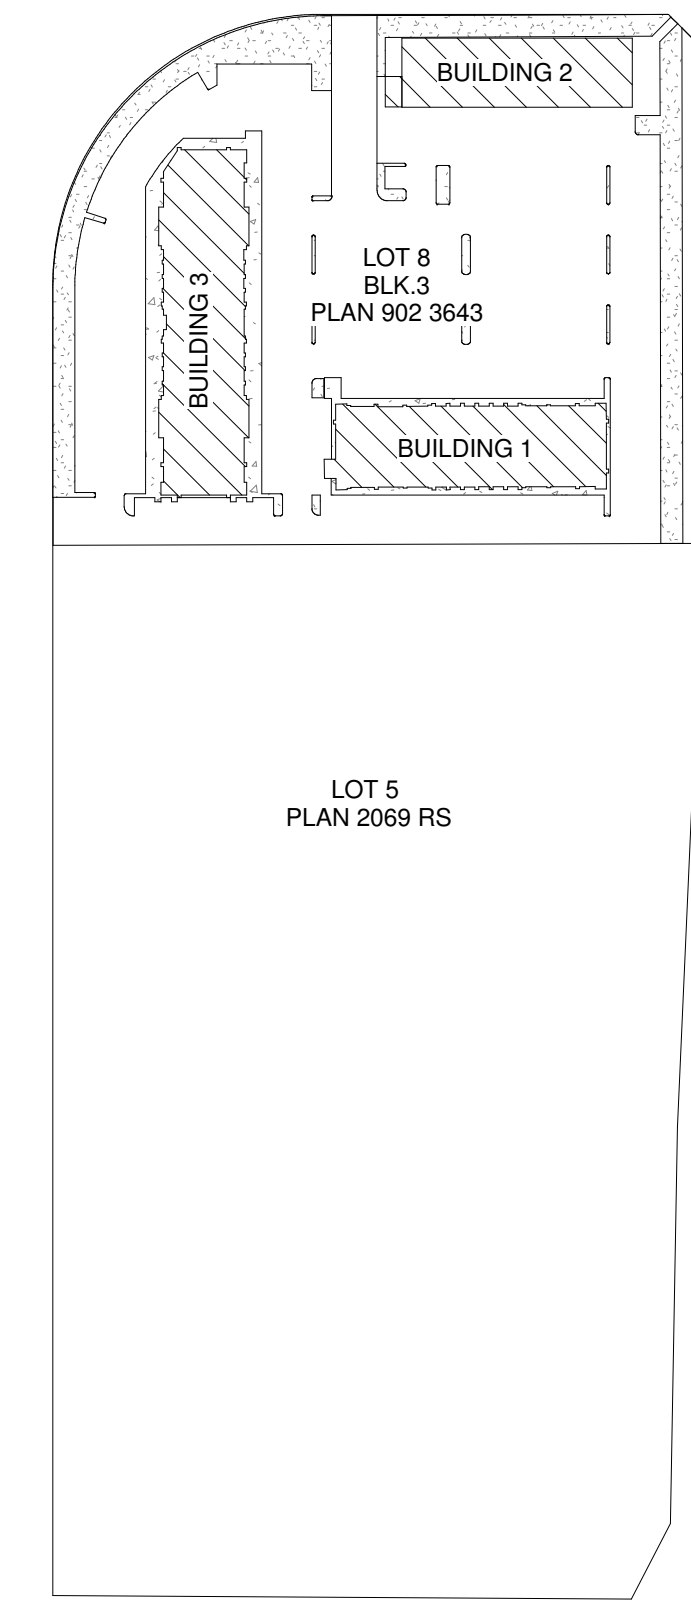 BUILDING 2
LOT 8
BLK.3
PLAN 902 3643
BUILDING 3
BUILDING 1
LOT 5
PLAN 2069 RS